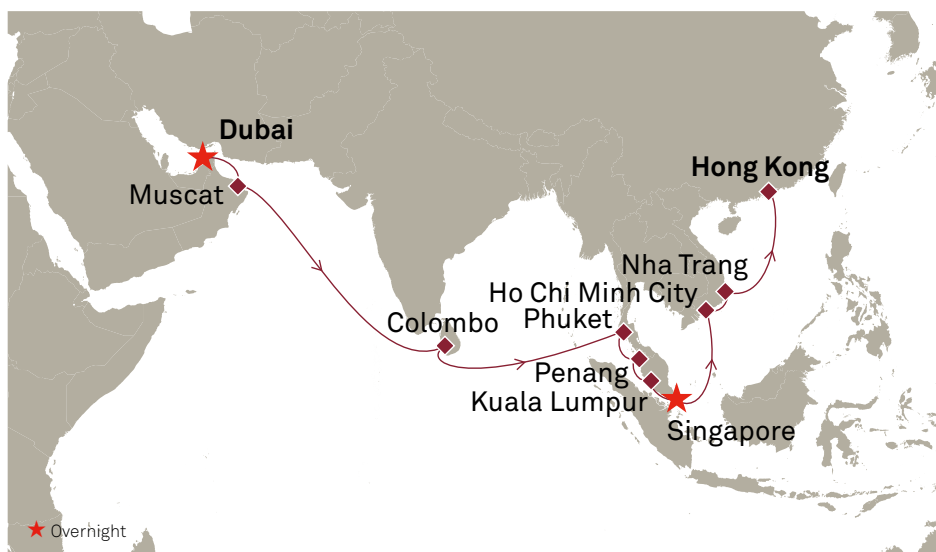 Dubai
Muscat
Hong Kong
Nha Trang
Ho Chi Minh City
Phuket
Colombo
Penang
Kuala Lumpur
Singapore
Overnight